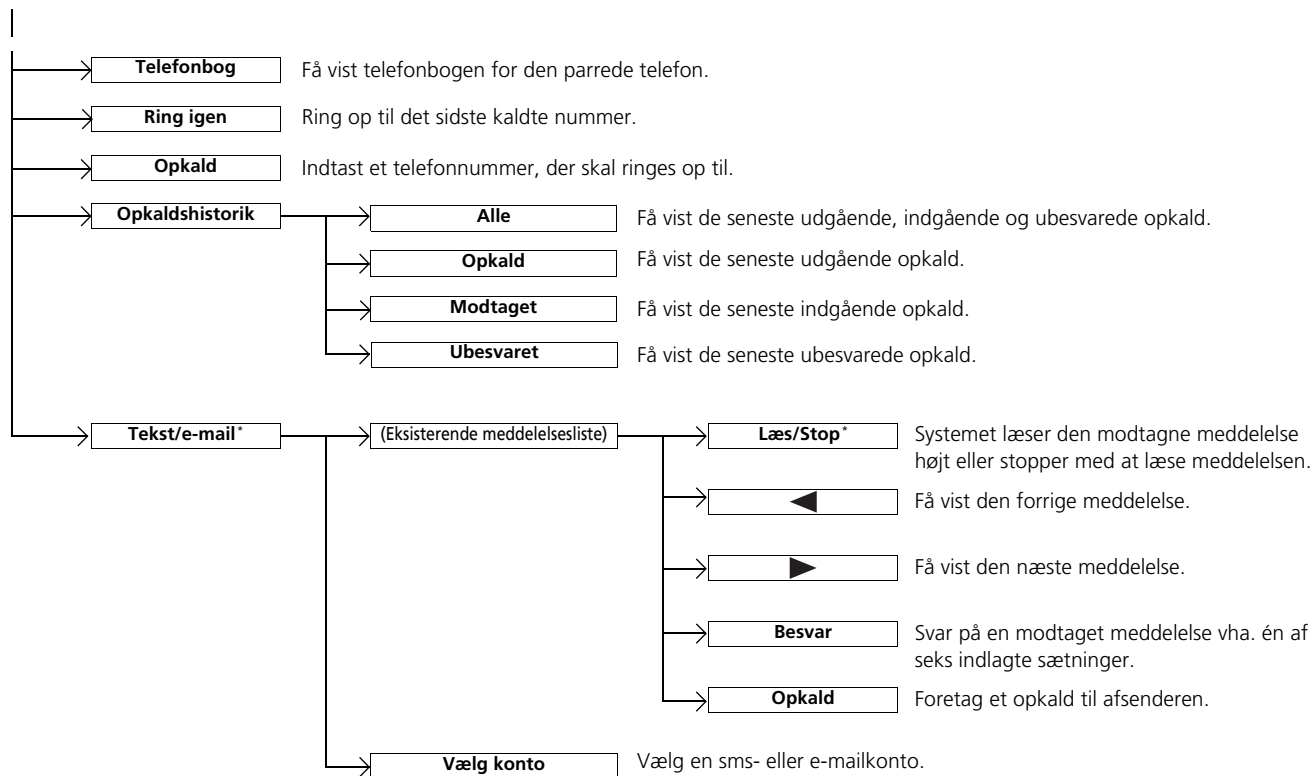 Telefonbog Få vist telefonbogen for den parrede telefon.
Ring igen Ring op til det sidste kaldte nummer.
Opkald Indtast et telefonnummer, der skal ringes op til.
Opkaldshistorik Alle Få vist de seneste udgående, indgående og ubesvarede opkald.
Opkald Få vist de seneste udgående opkald.
Modtaget Få vist de seneste indgående opkald.
Ubesvaret Få vist de seneste ubesvarede opkald.
Tekst/e-mail* (Eksisterende meddelelsesliste) Læs/Stop* Systemet læser den modtagne meddelelse
højt eller stopper med at læse meddelelsen.
Få vist den forrige meddelelse.
Få vist den næste meddelelse.
Besvar Svar på en modtaget meddelelse vha. én af
seks indlagte sætninger.
Opkald Foretag et opkald til afsenderen.
Vælg konto Vælg en sms- eller e-mailkonto.